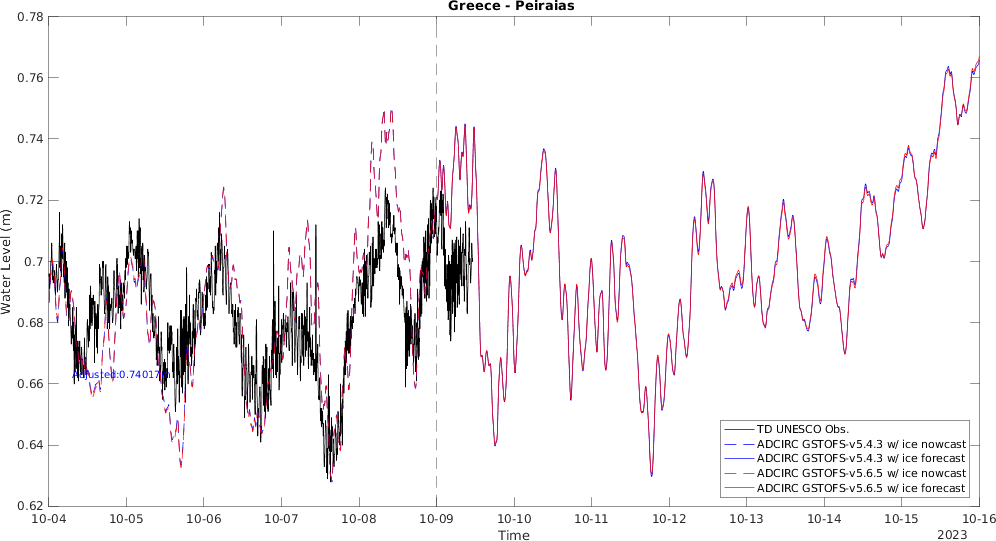 Greece - Peiraias
Water Level (m)
0.78
0.76
0.74
0.72
0.7
0.68
0.66
0.64
0.62
Adjusted:0.74017m
TD UNESCO Obs.
ADCIRC GSTOFS-v5.4.3 w/ ice nowcast
ADCIRC GSTOFS-v5.4.3 w/ ice forecast
ADCIRC GSTOFS-v5.6.5 w/ ice nowcast
ADCIRC GSTOFS-v5.6.5 w/ ice forecast
10-04 10-05 10-06 10-07 10-08 10-09 10-10 10-11 10-12 10-13 10-14 10-15 10-16
Time
2023